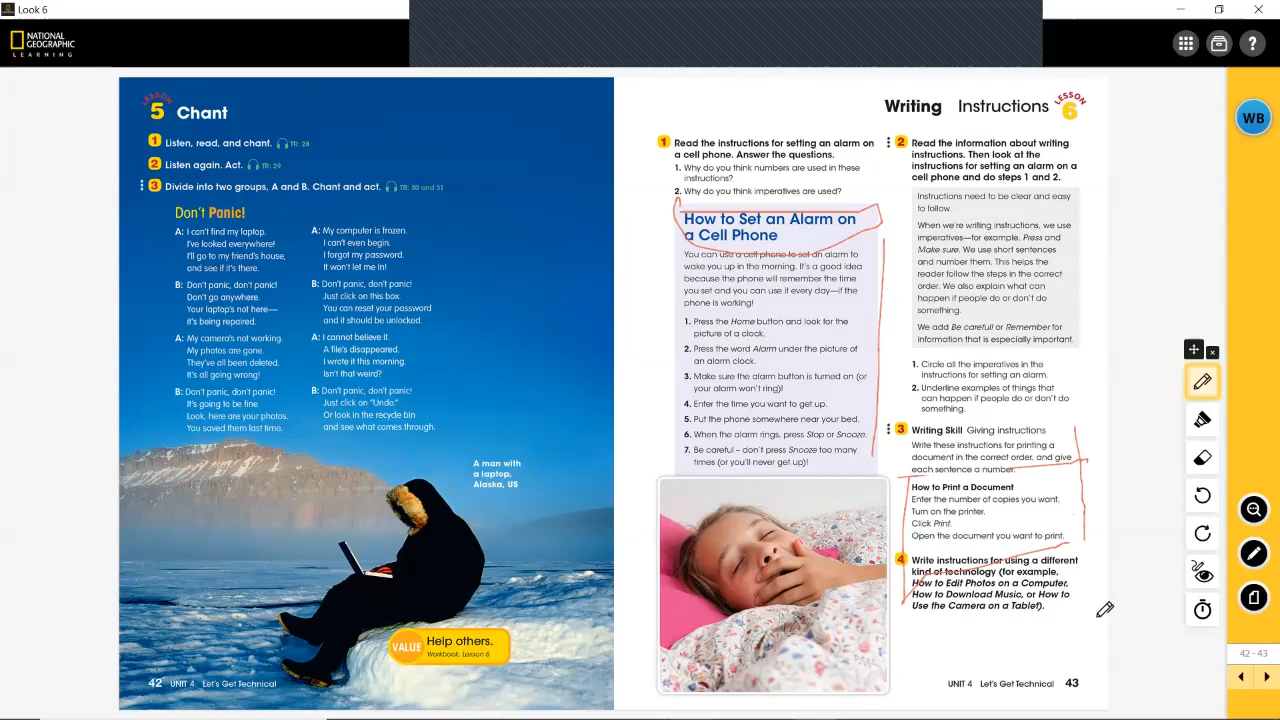 Look 6
NATIONAL
GEOGRAPHIC
LEARNING
WB
LESSON
5 Chant
1 Listen, read, and chant. TR: 28
2 Listen again. Act. TR: 29
3 Divide into two groups, A and B. Chant and act. TR: 30 and 31
Don't Panic!
A: I can't find my laptop.
I've looked everywhere!
I'll go to my friend's house,
and see if it's there.
B: Don't panic, don't panic!
Don't go anywhere.
Your laptop's not here—
it's being repaired.
A: My camera's not working.
My photos are gone.
They've all been deleted.
It's all going wrong!
B: Don't panic, don't panic!
It's going to be fine.
Look, here are your photos.
You saved them last time.
A: My computer is frozen.
I can't even begin.
I forgot my password.
It won't let me in!
B: Don't panic, don't panic!
Just click on this box.
You can reset your password
and it should be unlocked.
A: I cannot believe it.
A file's disappeared.
I wrote it this morning.
Isn't that weird?
B: Don't panic, don't panic!
Just click on "Undo."
Or look in the recycle bin
and see what comes through.
A man with
a laptop,
Alaska, US
VALUE
Help others.
Workbook, Lesson 6
42 UNIT 4 Let's Get Technical
Writing Instructions
LESSON
6
1 Read the instructions for setting an alarm on
a cell phone. Answer the questions.
1. Why do you think numbers are used in these
instructions?
2. Why do you think imperatives are used?
How to Set an Alarm on
a Cell Phone
You can use a cell phone to set an alarm to
wake you up in the morning. It's a good idea
because the phone will remember the time
you set and you can use it every day—if the
phone is working!
1. Press the Home button and look for the
picture of a clock.
2. Press the word Alarm under the picture of
an alarm clock.
3. Make sure the alarm button is turned on (or
your alarm won't ring)!
4. Enter the time you want to get up.
5. Put the phone somewhere near your bed.
6. When the alarm rings, press Stop or Snooze.
7. Be careful – don't press Snooze too many
times (or you'll never get up)!
2 Read the information about writing
instructions. Then look at the
instructions for setting an alarm on a
cell phone and do steps 1 and 2.
Instructions need to be clear and easy
to follow.
When we're writing instructions, we use
imperatives—for example, Press and
Make sure. We use short sentences
and number them. This helps the
reader follow the steps in the correct
order. We also explain what can
happen if people do or don't do
something.
We add Be careful! or Remember for
information that is especially important.
1. Circle all the imperatives in the
instructions for setting an alarm.
2. Underline examples of things that
can happen if people do or don't do
something.
3 Writing Skill Giving instructions
Write these instructions for printing a
document in the correct order, and give
each sentence a number.
How to Print a Document
Enter the number of copies you want.
Turn on the printer.
Click Print.
Open the document you want to print.
4 Write instructions for using a different
kind of technology (for example,
How to Edit Photos on a Computer,
How to Download Music, or How to
Use the Camera on a Tablet).
UNIT 4 Let's Get Technical 43
42 - 43